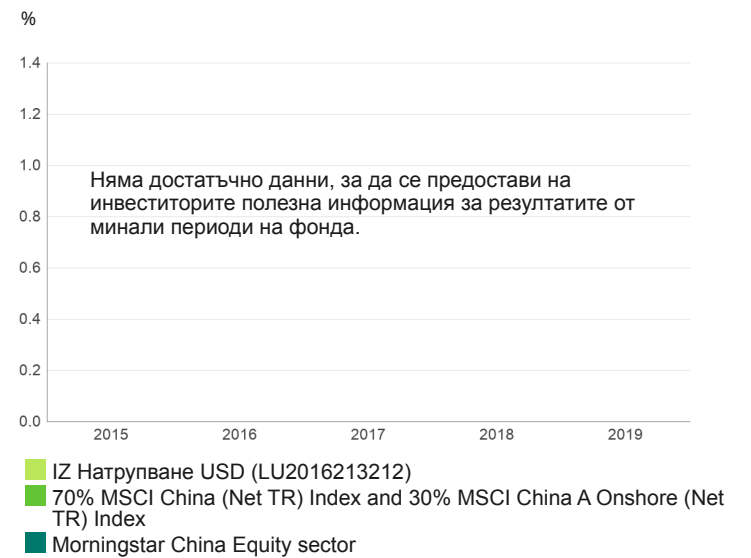 %
1.4
1.2
1.0
Няма достатъчно данни, за да се предостави на
инвеститорите полезна информация за резултатите от
минали периоди на фонда.
0.8
0.6
0.4
0.2
0.0
2015 2016 2017 2018 2019
IZ Натрупване USD (LU2016213212)
70% MSCI China (Net TR) Index and 30% MSCI China A Onshore (Net
TR) Index
Morningstar China Equity sector